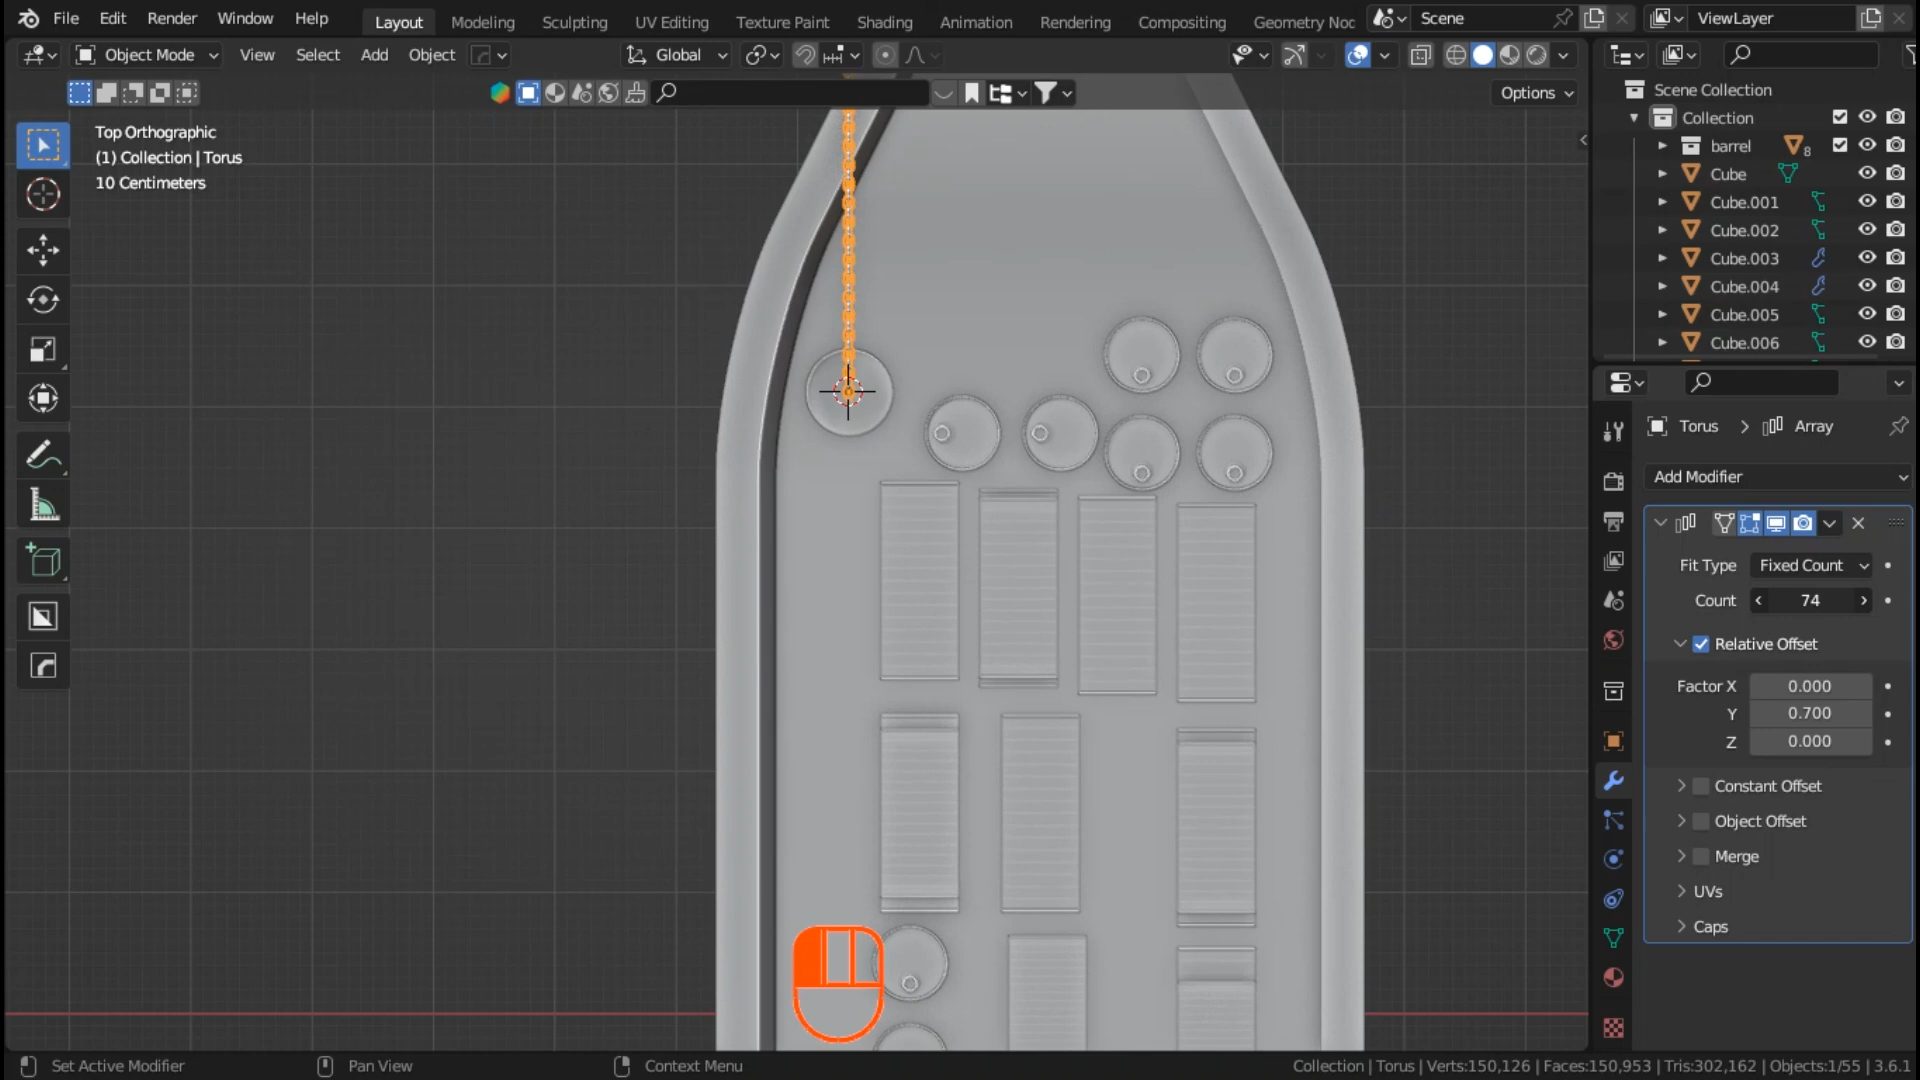 File Edit Render Window Help Layout Modeling Sculpting UV Editing Texture Paint Shading Animation Rendering Compositing Geometry Noc Scene ViewLayer
Object Mode View Select Add Object Global
Options
Top Orthographic
(1) Collection | Torus
10 Centimeters
Scene Collection
Collection
barrel 8
Cube
Cube.001
Cube.002
Cube.003
Cube.004
Cube.005
Cube.006
Torus > Array
Add Modifier
Fit Type Fixed Count
Count 74
Relative Offset
Factor X 0.000
Y 0.700
Z 0.000
Constant Offset
Object Offset
Merge
UVs
Caps
Set Active Modifier Pan View Context Menu Collection | Torus | Verts:150,126 | Faces:150,953 | Tris:302,162 | Objects:1/55 | 3.6.1